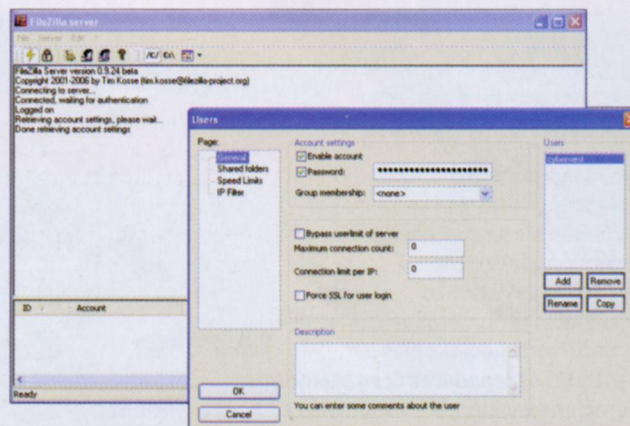 FileZilla server
File Server Edit ?
/C/ C:\
FileZilla Server version 0.9.24 beta
Copyright 2001-2006 by Tim Kosse (tim.kosse@filezilla-project.org)
Connecting to server...
Connected, waiting for authentication
Logged on
Retrieving account settings, please wait...
Done retrieving account settings
ID
Account
Ready
Users
Page:
General
Shared folders
Speed Limits
IP Filter
OK
Cancel
Account settings
Enable account
Password:
Group membership: <none>
Bypass userlimit of server
Maximum connection count: 0
Connection limit per IP: 0
Force SSL for user login
Description
You can enter some comments about the user
Users
Add Remove
Rename Copy